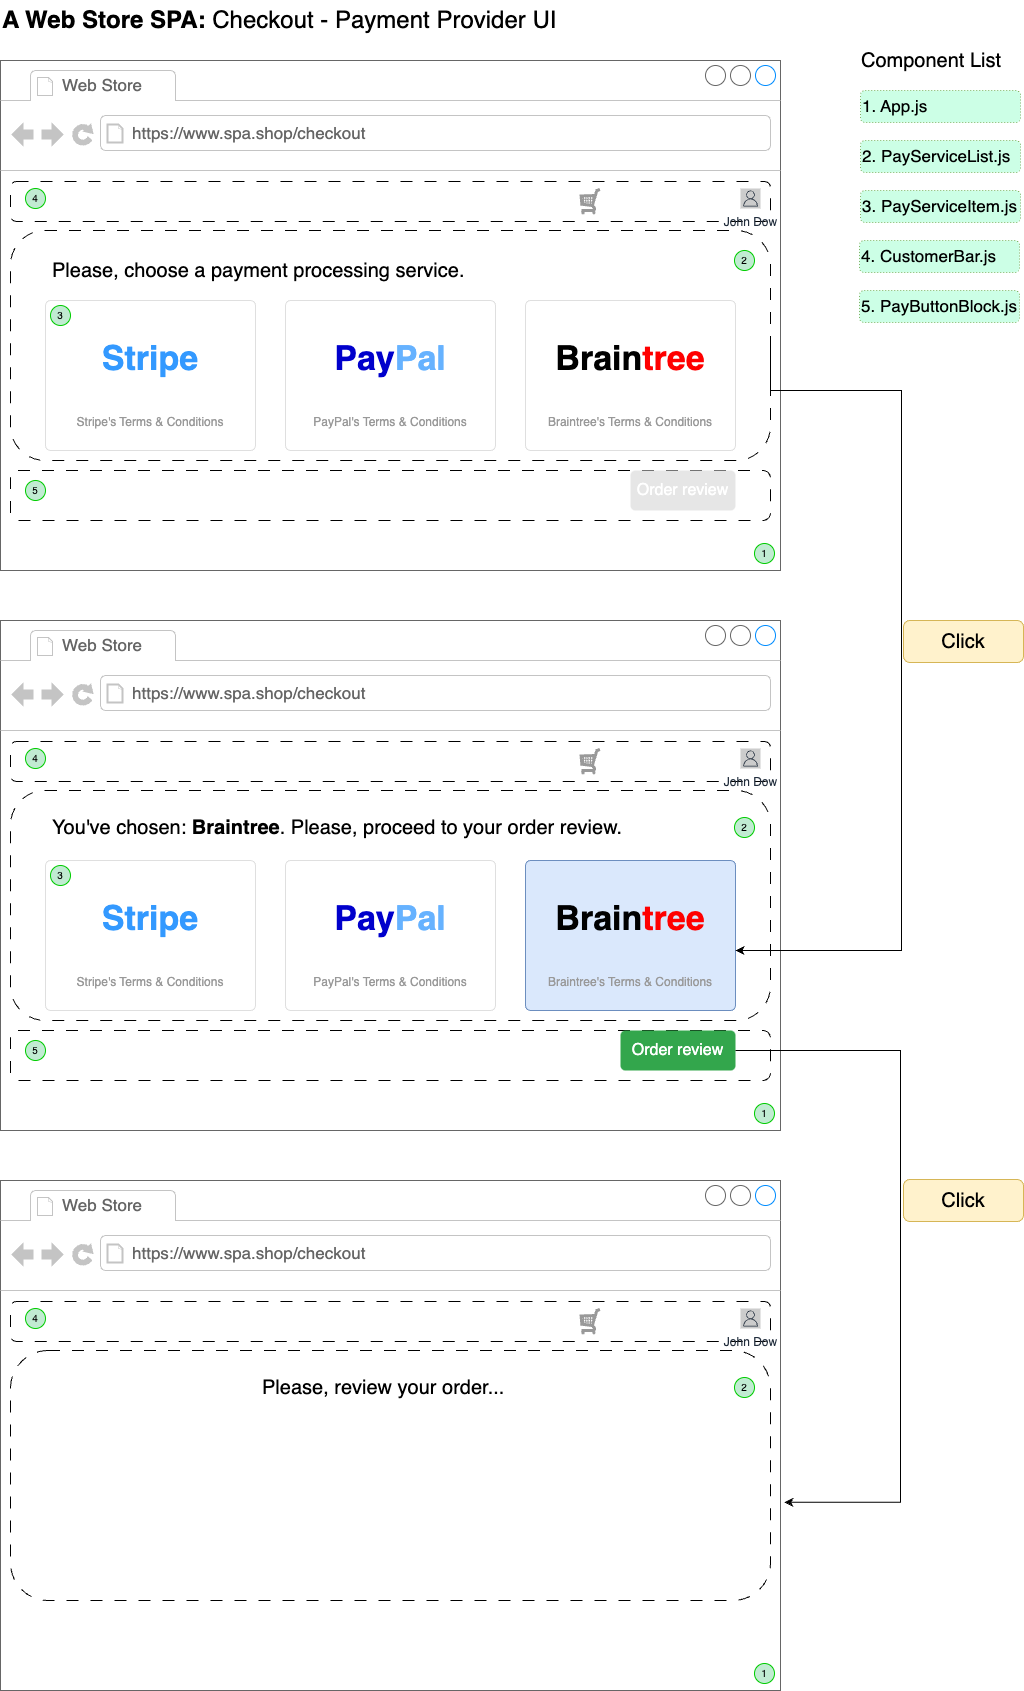 A Web Store SPA: Checkout - Payment Provider UI
Component List
1. App.js
2. PayServiceList.js
3. PayServiceItem.js
4. CustomerBar.js
5. PayButtonBlock.js
Web Store
https://www.spa.shop/checkout
4
John Dow
Please, choose a payment processing service.
2
3
Stripe
PayPal
Braintree
Stripe's Terms & Conditions
PayPal's Terms & Conditions
Braintree's Terms & Conditions
5
Order review
1
Click
Web Store
https://www.spa.shop/checkout
4
John Dow
You've chosen: Braintree. Please, proceed to your order review.
2
3
Stripe
PayPal
Braintree
Stripe's Terms & Conditions
PayPal's Terms & Conditions
Braintree's Terms & Conditions
5
Order review
1
Click
Web Store
https://www.spa.shop/checkout
4
John Dow
Please, review your order...
2
1